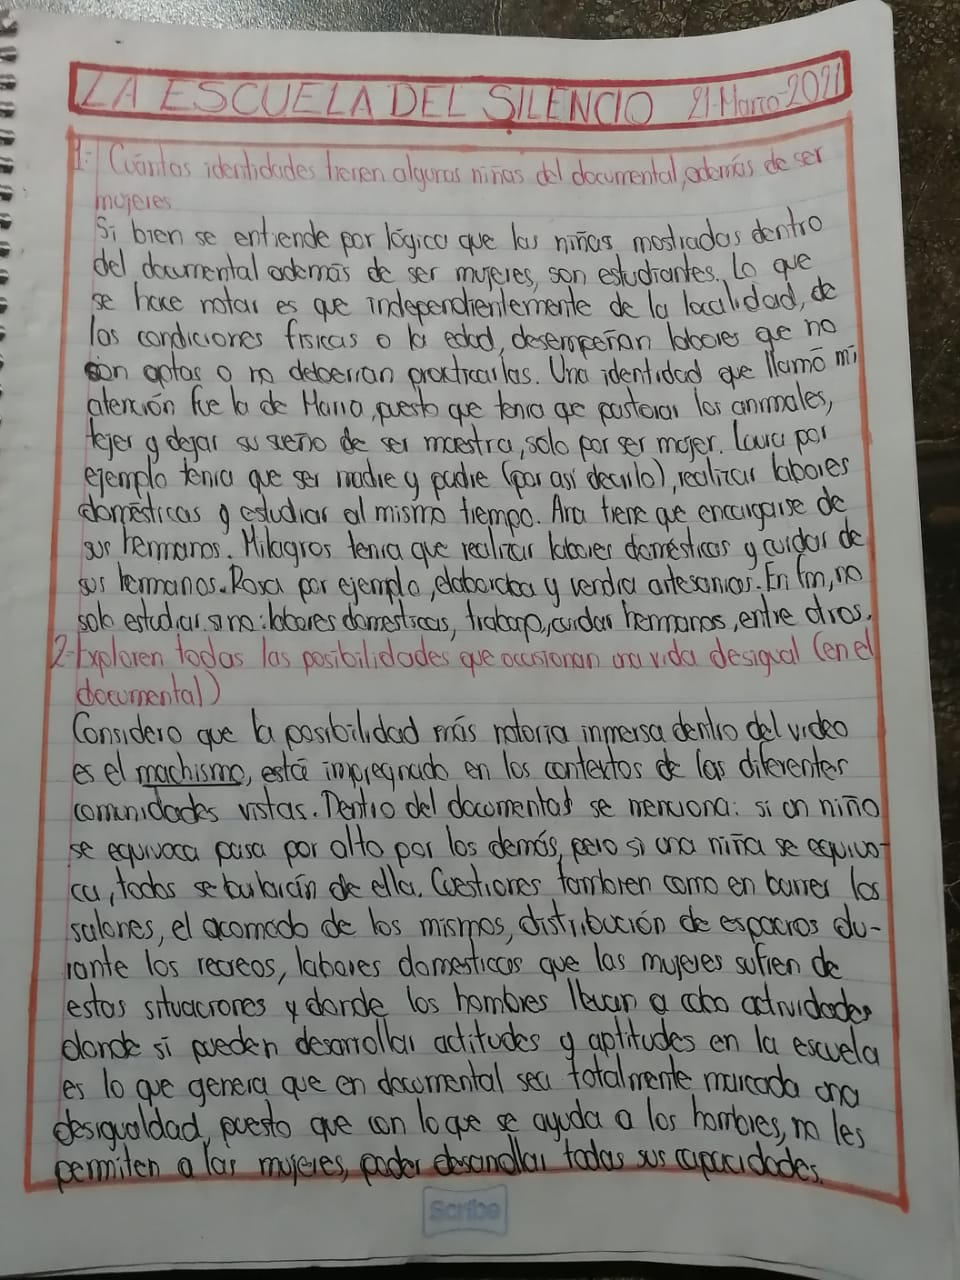 LA ESCUELA DEL SILENCIO 21-Marzo-2021
1- Cuántas identidades tienen algunas niñas del documental, además de ser
mujeres
Si bien se entiende por lógica que las niñas mostradas dentro
del documental además de ser mujeres, son estudiantes. Lo que
se hace notar es que independientemente de la localidad, de
las condiciones físicas o la edad, desempeñan labores que no
son aptas o no deberían practicarlas. Una identidad que llamó mi
atención fue la de María, puesto que tenía que pastorar los animales,
tejer y dejar su sueño de ser maestra, solo por ser mujer. Laura por
ejemplo tenía que ser madre y padre (por así decirlo), realizar labores
domésticas y estudiar al mismo tiempo. Ara tiene que encargarse de
sus hermanos. Milagros tenía que realizar labores domésticas y cuidar de
sus hermanos. Rosa por ejemplo, elaboraba y vendía artesanías. En fin, no
solo estudiar sino: labores domesticas, trabajo, cuidar hermanos, entre otros.
2- Exploren todas las posibilidades que ocasionan una vida desigual (en el
documental)
Considero que la posibilidad más notoria inmersa dentro del video
es el machismo, está impregnado en los contextos de las diferentes
comunidades vistas. Dentro del documental se menciona: si un niño
se equivoca pasa por alto por los demás, pero si una niña se equivo-
ca, todos se bularán de ella. Cuestiones tambien como en barrer los
salones, el acomodo de los mismos, distribución de espacios du-
rante los recreos, labores domesticas que las mujeres sufren de
estas situaciones y donde los hombres llevan a cabo actividades
donde si pueden desarrollar actitudes y aptitudes en la escuela
es lo que genera que en documental sea totalmente marcada una
desigualdad, puesto que con lo que se ayuda a los hombres, no les
permiten a las mujeres, poder desarrollar todas sus capacidades.
Scribe